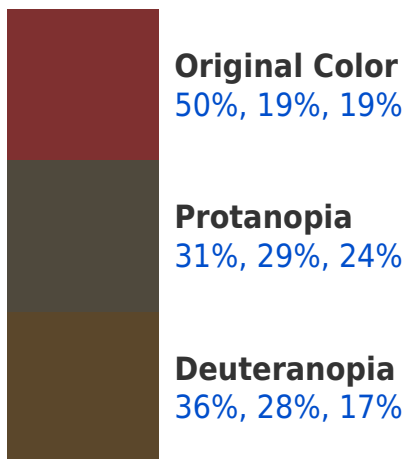 Original Color
50%, 19%, 19%
Protanopia
31%, 29%, 24%
Deuteranopia
36%, 28%, 17%